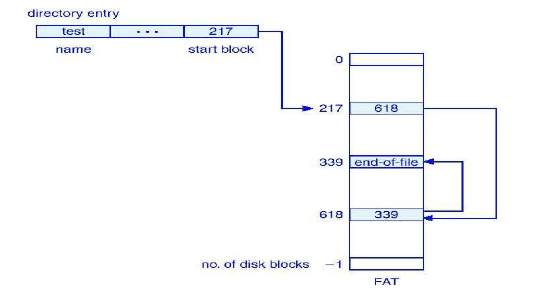 directory entry
test ... 217
name start block
0
217 618
339 end-of-file
618 339
no. of disk blocks −1
FAT